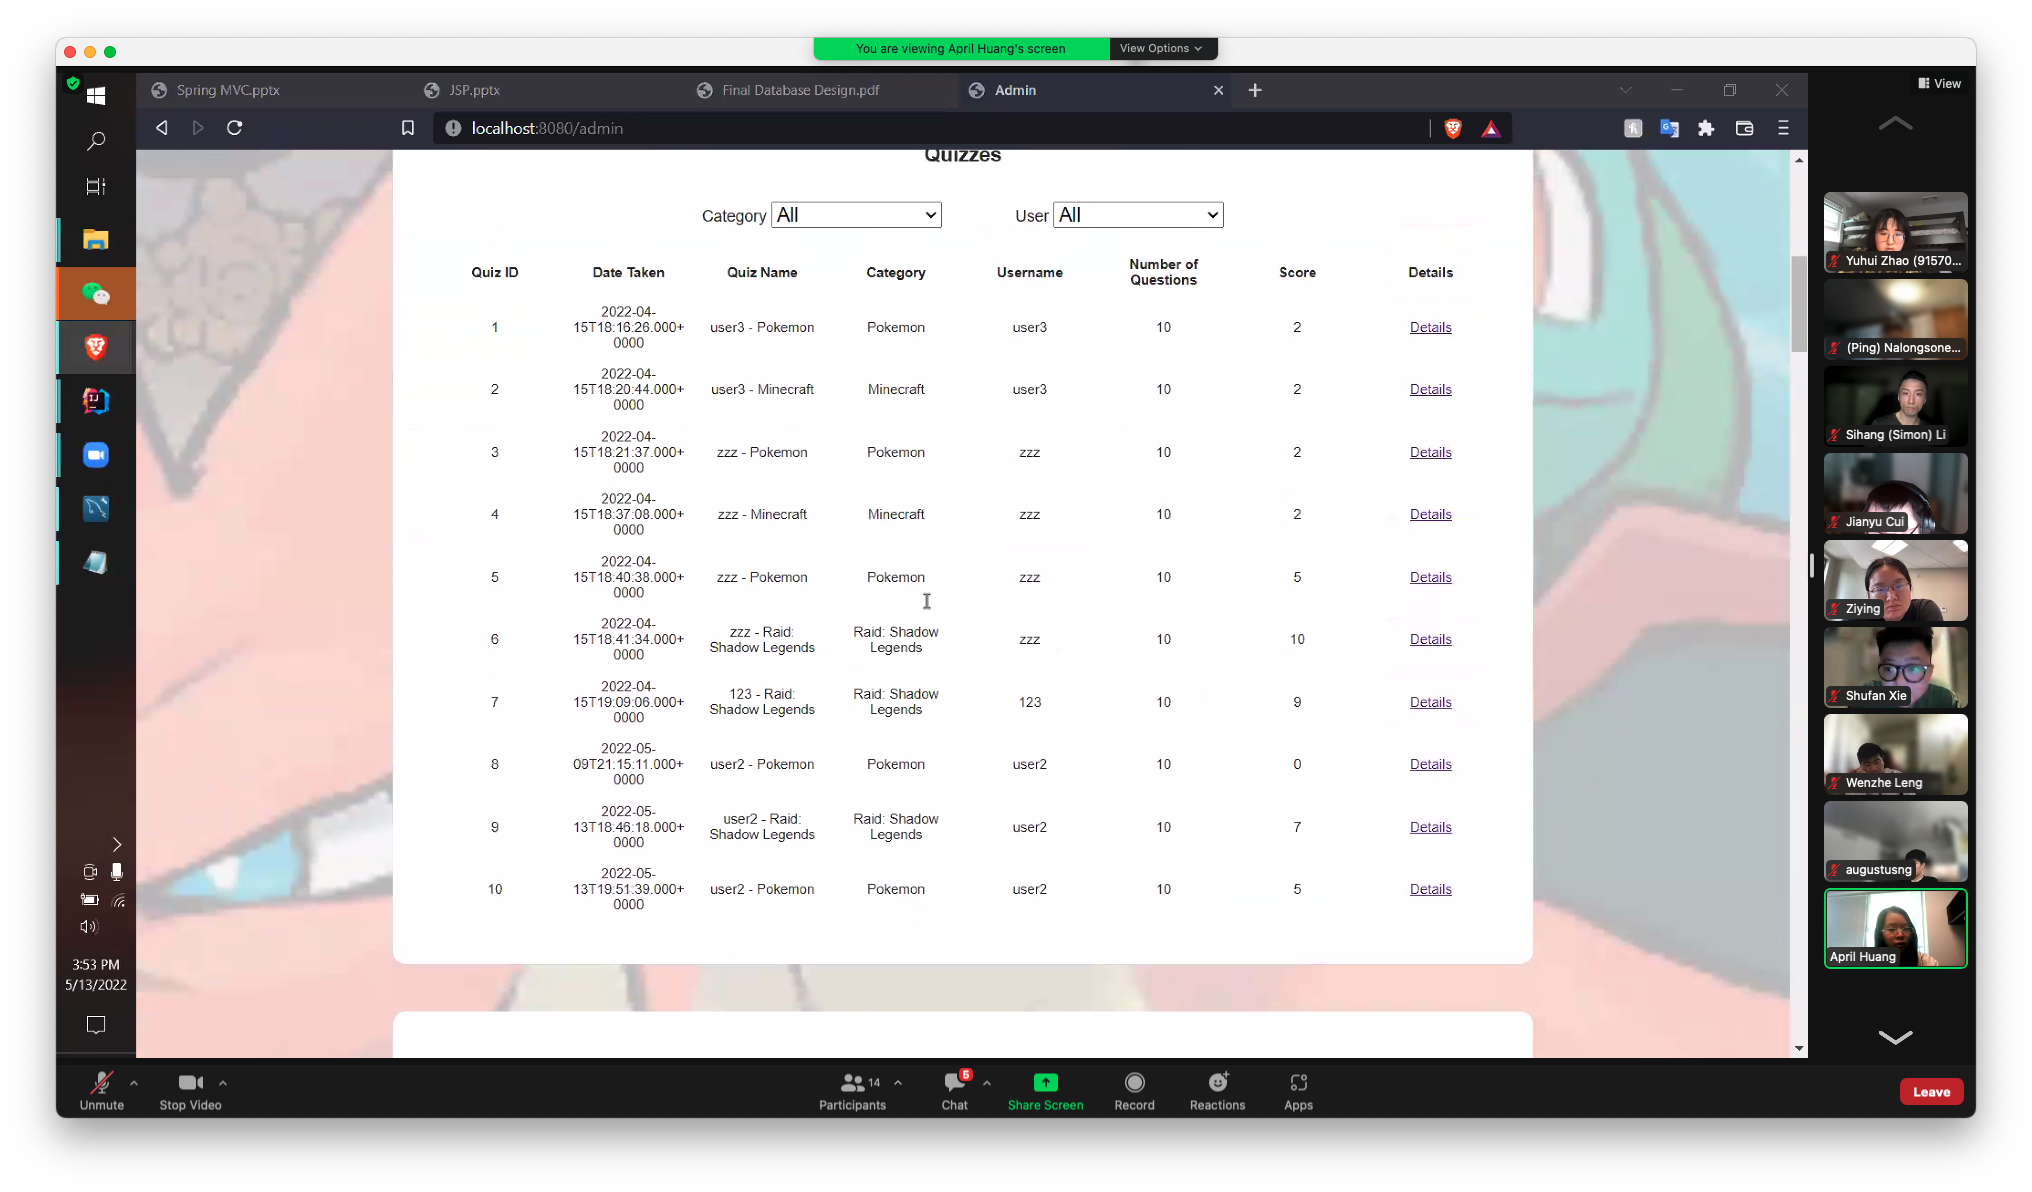 You are viewing April Huang's screen
View Options
View
Spring MVC.pptx
JSP.pptx
Final Database Design.pdf
Admin
localhost:8080/admin
Quizzes
Category All
User All
Quiz ID Date Taken Quiz Name Category Username Number of Questions Score Details
1 2022-04-15T18:16:26.000+0000 user3 - Pokemon Pokemon user3 10 2 Details
2 2022-04-15T18:20:44.000+0000 user3 - Minecraft Minecraft user3 10 2 Details
3 2022-04-15T18:21:37.000+0000 zzz - Pokemon Pokemon zzz 10 2 Details
4 2022-04-15T18:37:08.000+0000 zzz - Minecraft Minecraft zzz 10 2 Details
5 2022-04-15T18:40:38.000+0000 zzz - Pokemon Pokemon zzz 10 5 Details
6 2022-04-15T18:41:34.000+0000 zzz - Raid: Shadow Legends Raid: Shadow Legends zzz 10 10 Details
7 2022-04-15T19:09:06.000+0000 123 - Raid: Shadow Legends Raid: Shadow Legends 123 10 9 Details
8 2022-05-09T21:15:11.000+0000 user2 - Pokemon Pokemon user2 10 0 Details
9 2022-05-13T18:46:18.000+0000 user2 - Raid: Shadow Legends Raid: Shadow Legends user2 10 7 Details
10 2022-05-13T19:51:39.000+0000 user2 - Pokemon Pokemon user2 10 5 Details
3:53 PM
5/13/2022
Yuhui Zhao (91570...
(Ping) Nalongsone...
Sihang (Simon) Li
Jianyu Cui
Ziying
Shufan Xie
Wenzhe Leng
augustusng
April Huang
Unmute
Stop Video
14
Participants
5
Chat
Share Screen
Record
Reactions
Apps
Leave